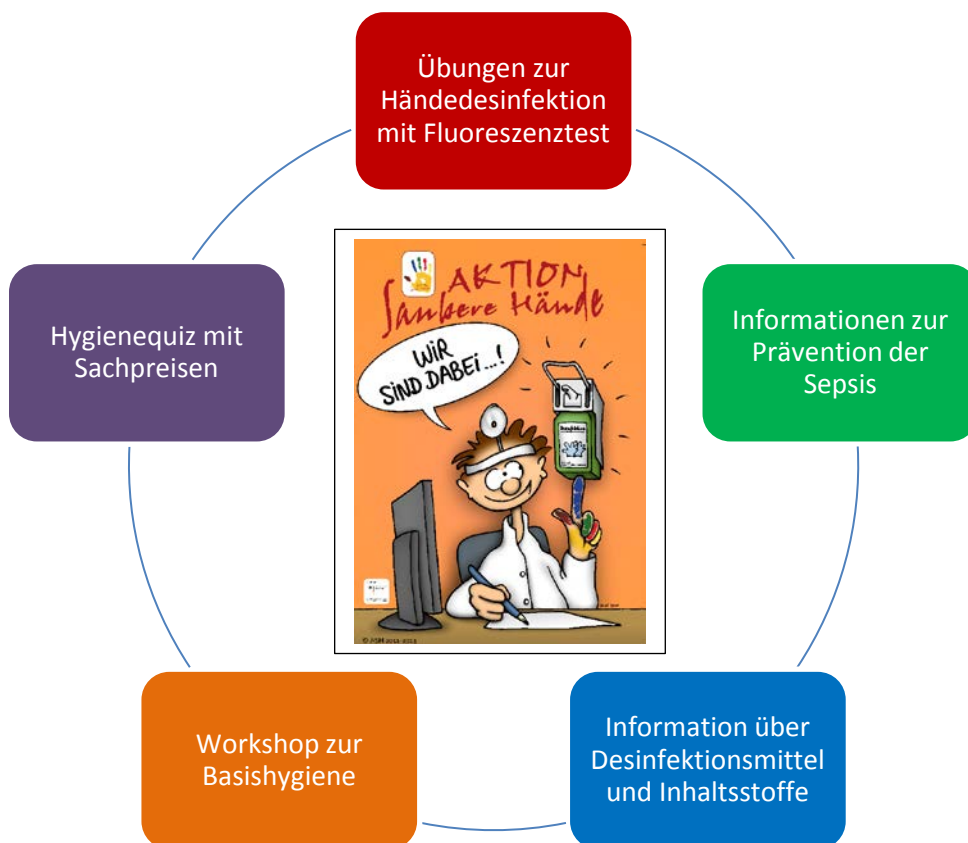 Übungen zur
Händedesinfektion
mit Fluoreszenztest
Hygienequiz mit
Sachpreisen
AKTION
Saubere Hände
WIR
SIND DABEI...!
Informationen zur
Prävention der
Sepsis
Workshop zur
Basishygiene
Information über
Desinfektionsmittel
und Inhaltsstoffe